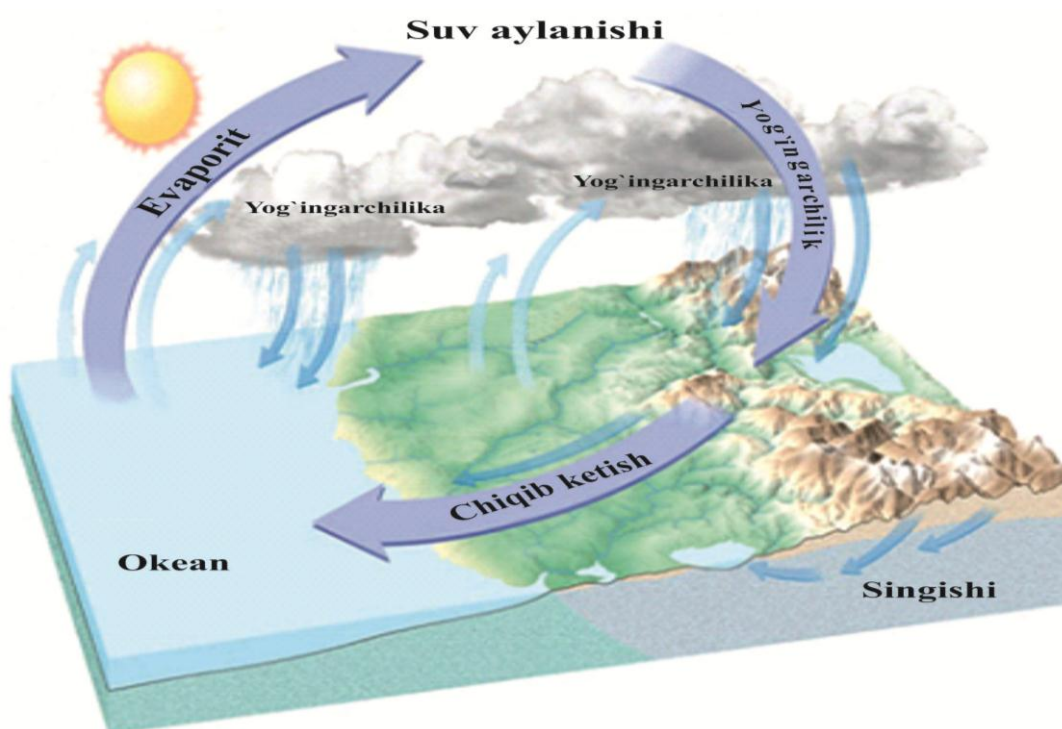 Suv aylanishi
Evaporit
Yog`ingarchilik
Yog`ingarchilika
Yog`ingarchilika
Chiqib ketish
Okean
Singishi